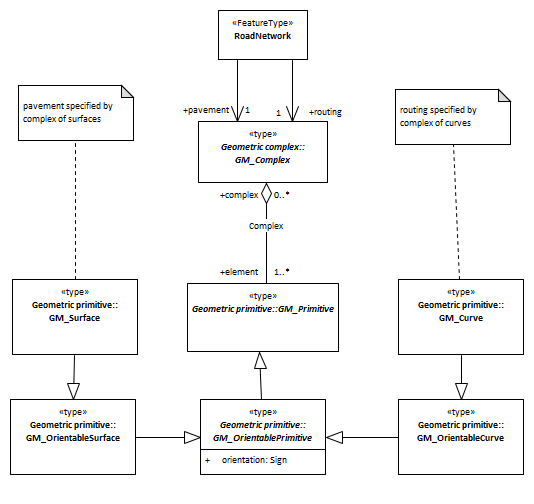 «FeatureType»
RoadNetwork
pavement specified by
complex of surfaces
routing specified by
complex of curves
+pavement 1
1 +routing
«type»
Geometric complex::
GM_Complex
+complex 0..*
Complex
+element 1..*
«type»
Geometric primitive::
GM_Surface
«type»
Geometric primitive::GM_Primitive
«type»
Geometric primitive::
GM_Curve
«type»
Geometric primitive::
GM_OrientableSurface
«type»
Geometric primitive::
GM_OrientablePrimitive
+ orientation: Sign
«type»
Geometric primitive::
GM_OrientableCurve